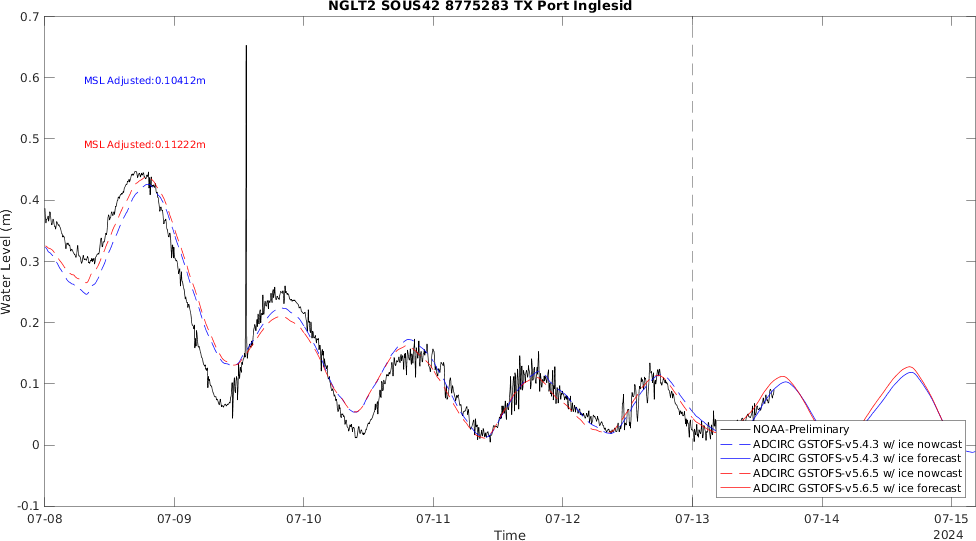 NGLT2 SOUS42 8775283 TX Port Inglesid
0.7
0.6
0.5
0.4
0.3
0.2
0.1
0
-0.1
Water Level (m)
MSL Adjusted:0.10412m
MSL Adjusted:0.11222m
NOAA-Preliminary
ADCIRC GSTOFS-v5.4.3 w/ ice nowcast
ADCIRC GSTOFS-v5.4.3 w/ ice forecast
ADCIRC GSTOFS-v5.6.5 w/ ice nowcast
ADCIRC GSTOFS-v5.6.5 w/ ice forecast
07-08 07-09 07-10 07-11 07-12 07-13 07-14 07-15
Time
2024